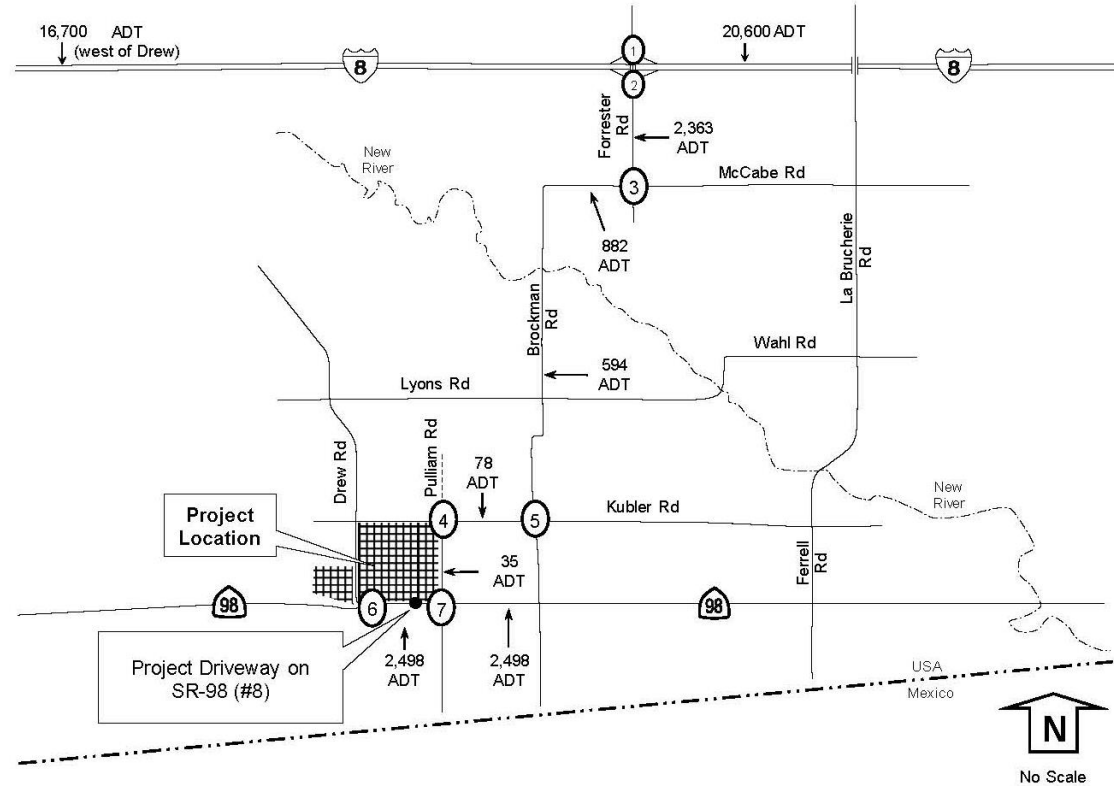 16,700 ADT
(west of Drew)
20,600 ADT
8
1
2
8
Forrester
Rd
2,363
ADT
New
River
3
McCabe Rd
882
ADT
La Brucherie
Rd
Brockman
Rd
Wahl Rd
594
ADT
Lyons Rd
Drew Rd
Pulliam Rd
78
ADT
New
River
Project
Location
4
5
Kubler Rd
35
ADT
Ferrell
Rd
98
6
7
98
Project Driveway on
SR-98 (#8)
2,498
ADT
2,498
ADT
USA
Mexico
N
No Scale